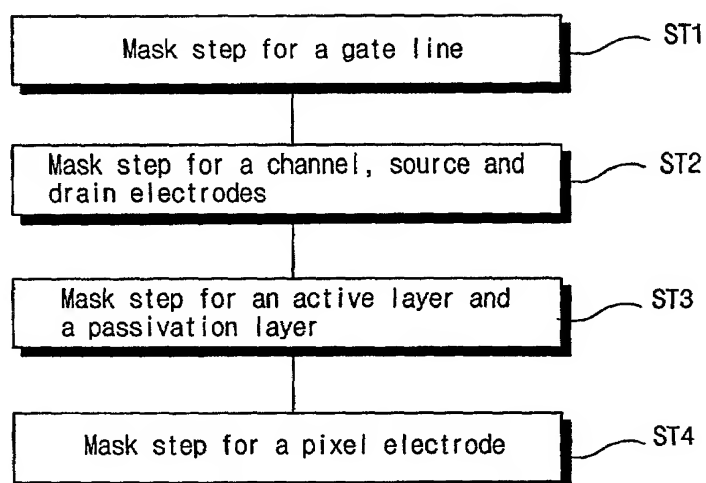 Mask step for a gate line
ST1
Mask step for a channel, source and
drain electrodes
ST2
Mask step for an active layer and
a passivation layer
ST3
Mask step for a pixel electrode
ST4